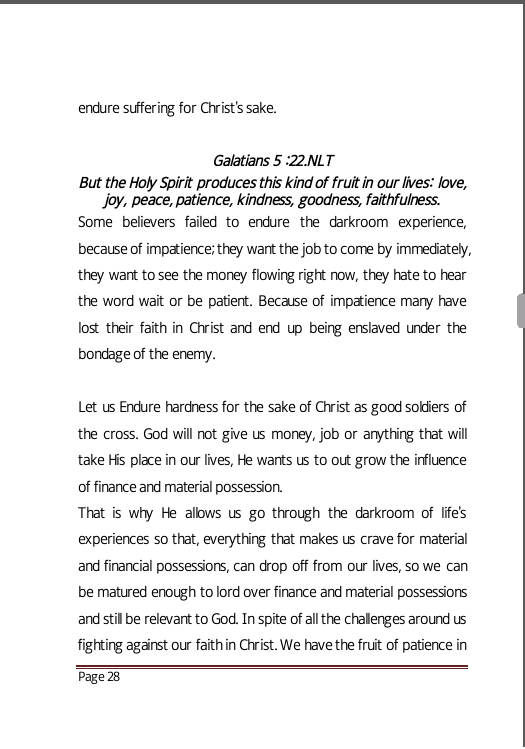 endure suffering for Christ's sake.
Galatians 5 :22.NLT
But the Holy Spirit produces this kind of fruit in our lives: love,
joy, peace, patience, kindness, goodness, faithfulness.
Some believers failed to endure the darkroom experience,
because of impatience; they want the job to come by immediately,
they want to see the money flowing right now, they hate to hear
the word wait or be patient. Because of impatience many have
lost their faith in Christ and end up being enslaved under the
bondage of the enemy.
Let us Endure hardness for the sake of Christ as good soldiers of
the cross. God will not give us money, job or anything that will
take His place in our lives, He wants us to out grow the influence
of finance and material possession.
That is why He allows us go through the darkroom of life's
experiences so that, everything that makes us crave for material
and financial possessions, can drop off from our lives, so we can
be matured enough to lord over finance and material possessions
and still be relevant to God. In spite of all the challenges around us
fighting against our faith in Christ. We have the fruit of patience in
Page 28